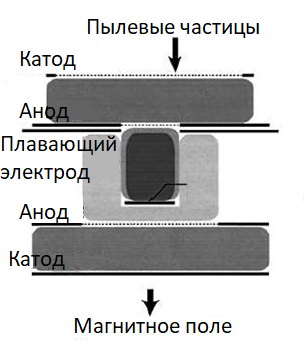 Пылевые частицы
Катод
Анод
Плавающий
электрод
Анод
Катод
Магнитное поле